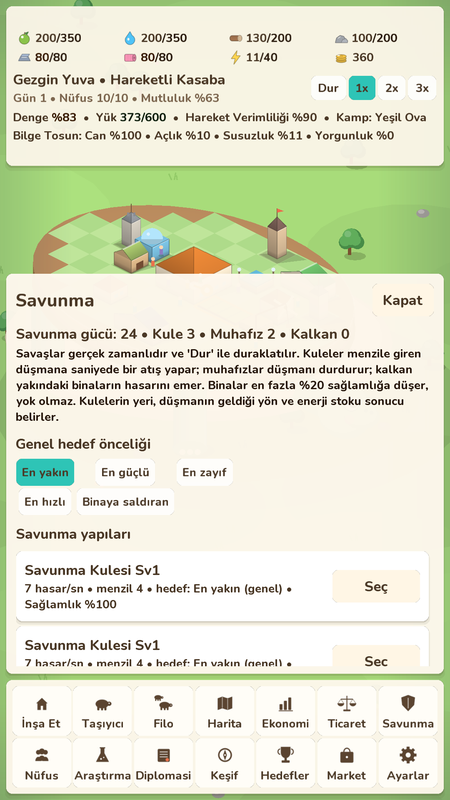 200/350 200/350 130/200 100/200
80/80 80/80 11/40 360
Gezgin Yuva • Hareketli Kasaba
Gün 1 • Nüfus 10/10 • Mutluluk %63
Dur 1x 2x 3x
Denge %83 • Yük 373/600 • Hareket Verimliliği %90 • Kamp: Yeşil Ova
Bilge Tosun: Can %100 • Açlık %10 • Susuzluk %11 • Yorgunluk %0
Savunma
Kapat
Savunma gücü: 24 • Kule 3 • Muhafız 2 • Kalkan 0
Savaşlar gerçek zamanlıdır ve 'Dur' ile duraklatılır. Kuleler menzile giren
düşmana saniyede bir atış yapar; muhafızlar düşmanı durdurur; kalkan
yakındaki binaların hasarını emer. Binalar en fazla %20 sağlamlığa düşer,
yok olmaz. Kulelerin yeri, düşmanın geldiği yön ve enerji stoku sonucu
belirler.
Genel hedef önceliği
En yakın En güçlü En zayıf
En hızlı Binaya saldıran
Savunma yapıları
Savunma Kulesi Sv1
7 hasar/sn • menzil 4 • hedef: En yakın (genel) •
Sağlamlık %100
Seç
Savunma Kulesi Sv1
7 hasar/sn • menzil 4 • hedef: En yakın (genel) •
Seç
İnşa Et Taşıyıcı Filo Harita Ekonomi Ticaret Savunma
Nüfus Araştırma Diplomasi Keşif Hedefler Market Ayarlar